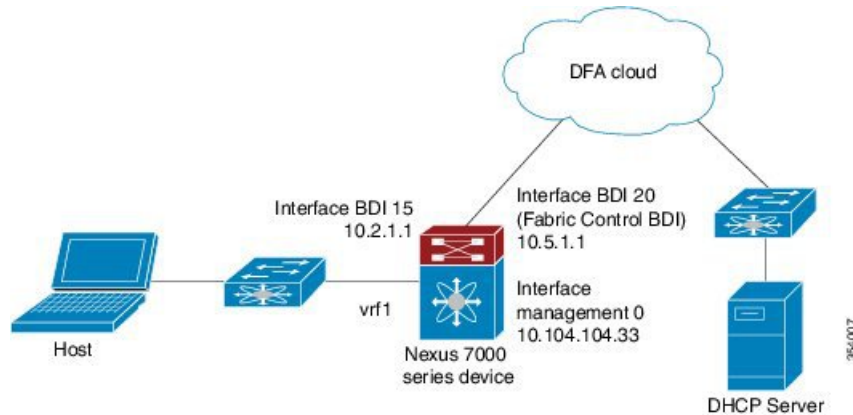 DFA cloud
Interface BDI 15
10.2.1.1
Interface BDI 20
(Fabric Control BDI)
10.5.1.1
Interface
management 0
10.104.104.33
vrf1
Host
Nexus 7000
series device
DHCP Server